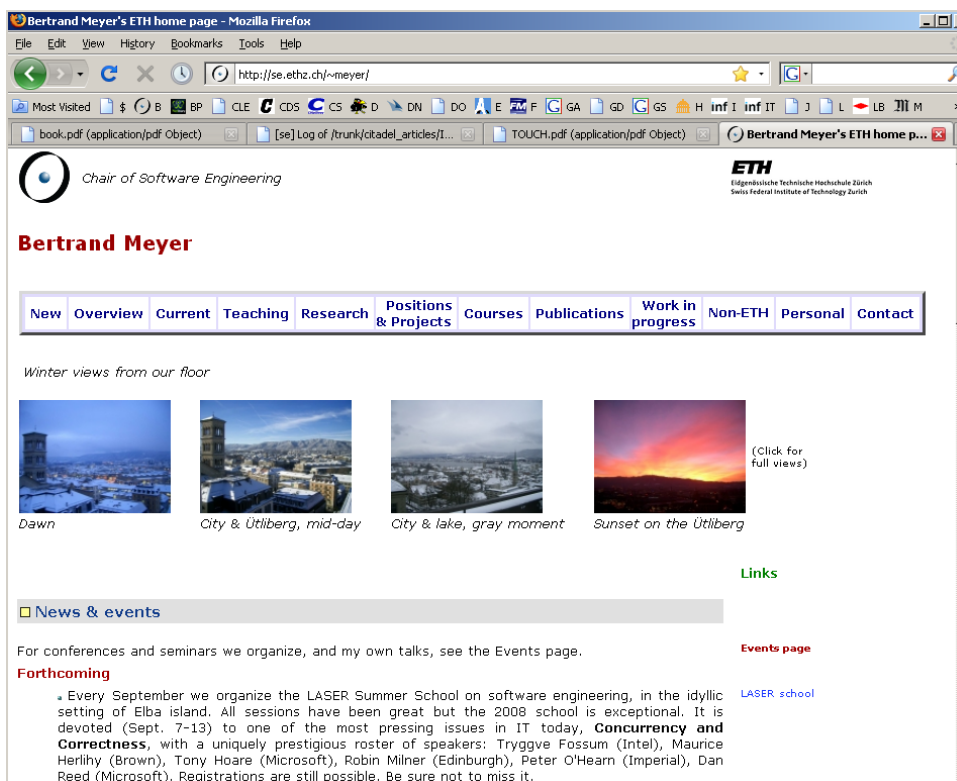 Bertrand Meyer's ETH home page - Mozilla Firefox
File Edit View History Bookmarks Tools Help
http://se.ethz.ch/~meyer/ G
Most Visited $ B BP CLE CDS CS D DN DO E F GA GD GS H inf I inf IT J L LB M M
book.pdf (application/pdf Object) [se] Log of /trunk/citadel_articles/I... TOUCH.pdf (application/pdf Object) Bertrand Meyer's ETH home p...
Chair of Software Engineering
ETH
Eidgenössische Technische Hochschule Zürich
Swiss Federal Institute of Technology Zurich
Bertrand Meyer
New Overview Current Teaching Research Positions & Projects Courses Publications Work in progress Non-ETH Personal Contact
Winter views from our floor
(Click for
full views)
Dawn City & Ütliberg, mid-day City & lake, gray moment Sunset on the Ütliberg
Links
News & events
For conferences and seminars we organize, and my own talks, see the Events page.
Events page
Forthcoming
Every September we organize the LASER Summer School on software engineering, in the idyllic
LASER school
setting of Elba island. All sessions have been great but the 2008 school is exceptional. It is
devoted (Sept. 7-13) to one of the most pressing issues in IT today, Concurrency and
Correctness, with a uniquely prestigious roster of speakers: Tryggve Fossum (Intel), Maurice
Herlihy (Brown), Tony Hoare (Microsoft), Robin Milner (Edinburgh), Peter O'Hearn (Imperial), Dan
Reed (Microsoft). Registrations are still possible. Be sure not to miss it.